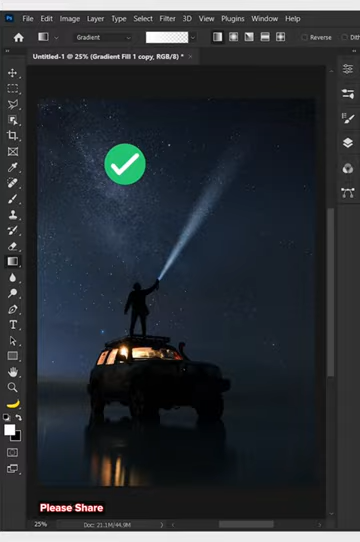 Ps File Edit Image Layer Type Select Filter 3D View Plugins Window Help
Gradient Reverse
Untitled-1 @ 25% (Gradient Fill 1 copy, RGB/8) *
Please Share
25% Doc: 21.1M/44.9M